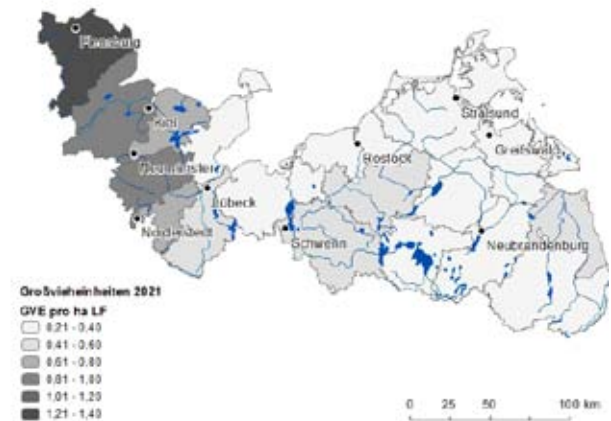 Flensburg
Kiel
Stralsund
Greifswald
Rostock
Neumünster
Lübeck
Norderstedt
Schwerin
Neubrandenburg
Großvieheinheiten 2021
GVE pro ha LF
0,21 - 0,40
0,41 - 0,60
0,61 - 0,80
0,81 - 1,00
1,01 - 1,20
1,21 - 1,40
0 25 50 100 km